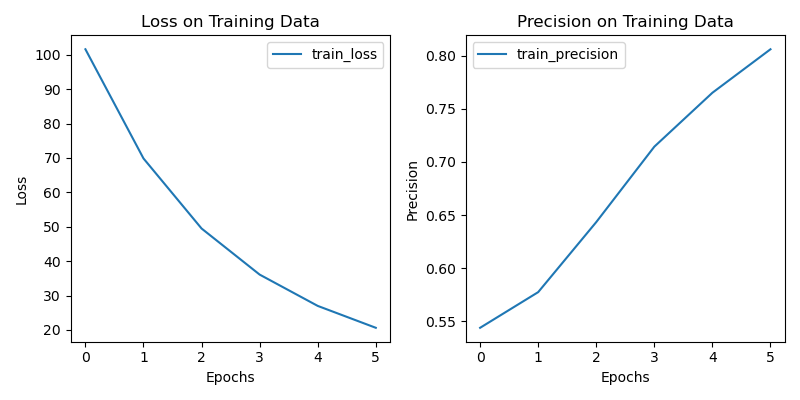 Loss on Training Data
train_loss
100
90
80
70
60
50
40
30
20
Loss
0 1 2 3 4 5
Epochs
Precision on Training Data
train_precision
0.80
0.75
0.70
0.65
0.60
0.55
Precision
0 1 2 3 4 5
Epochs